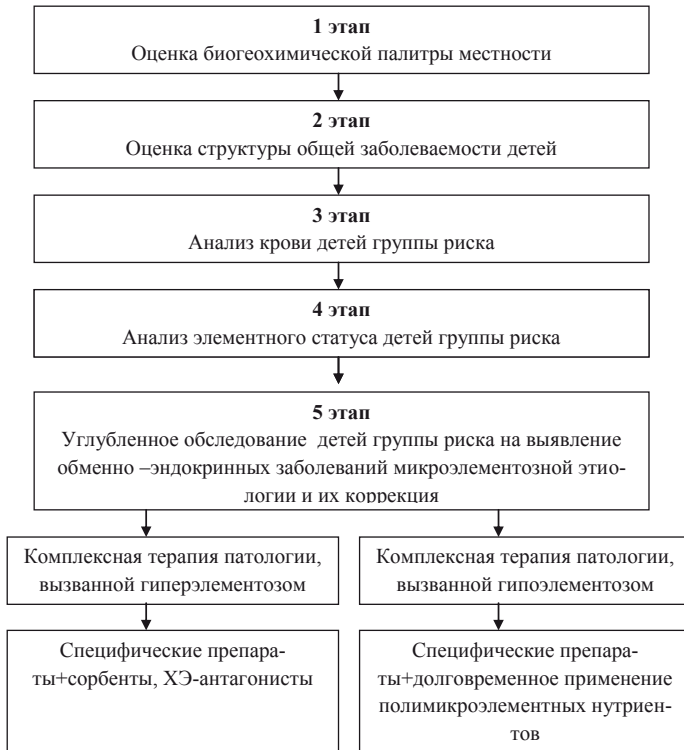 1 этап
Оценка биогеохимической палитры местности
2 этап
Оценка структуры общей заболеваемости детей
3 этап
Анализ крови детей группы риска
4 этап
Анализ элементного статуса детей группы риска
5 этап
Углубленное обследование детей группы риска на выявление
обменно –эндокринных заболеваний микроэлементозной этио-
логии и их коррекция
Комплексная терапия патологии,
вызванной гиперэлементозом
Комплексная терапия патологии,
вызванной гипоэлементозом
Специфические препара-
ты+сорбенты, ХЭ-антагонисты
Специфические препара-
ты+долговременное применение
полимикроэлементных нутриен-
тов